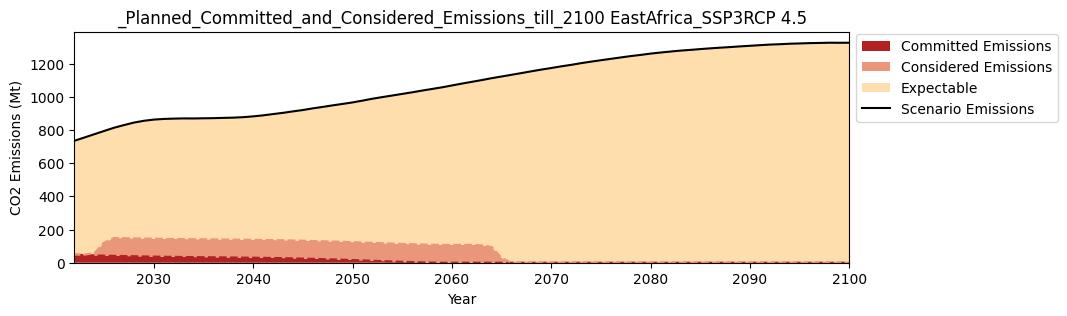 _Planned_Committed_and_Considered_Emissions_till_2100 EastAfrica_SSP3RCP 4.5
CO2 Emissions (Mt)
1200
1000
800
600
400
200
0
2030 2040 2050 2060 2070 2080 2090 2100
Year
Committed Emissions
Considered Emissions
Expectable
Scenario Emissions